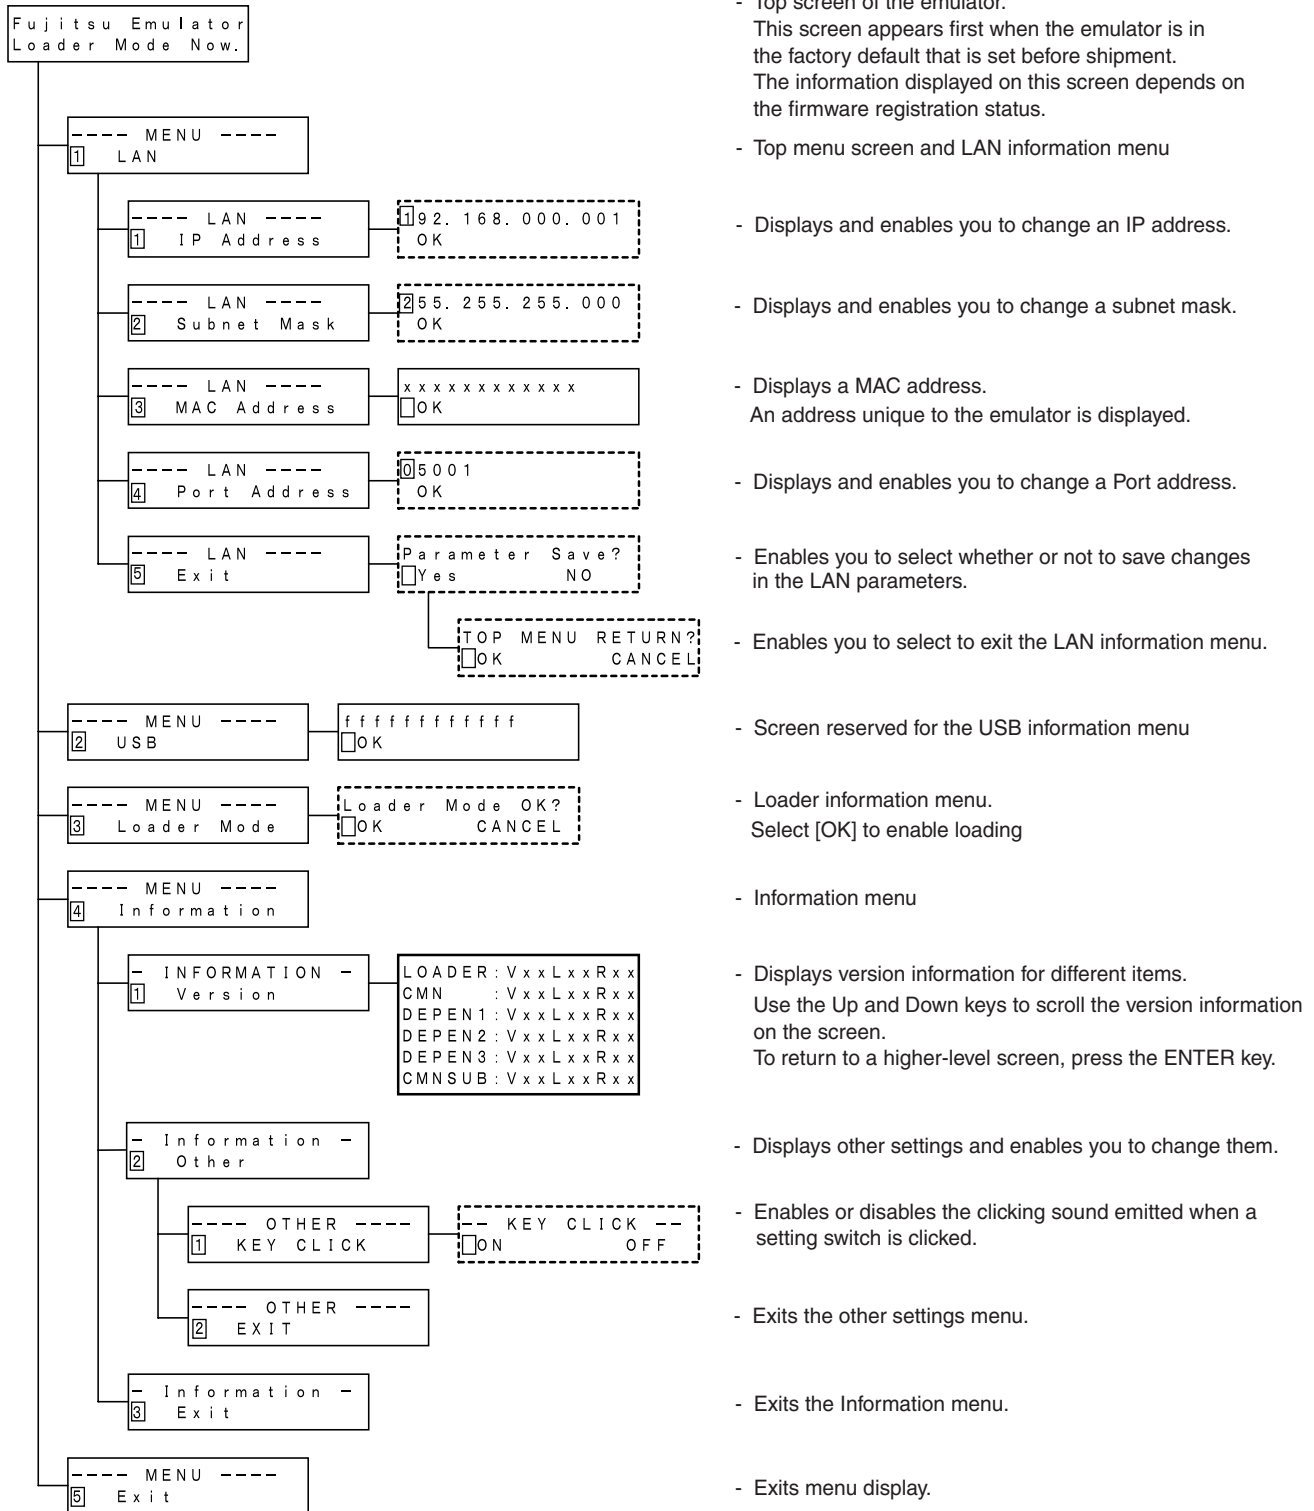 Fujitsu Emulator
Loader Mode Now.
- Top screen of the emulator.
This screen appears first when the emulator is in
the factory default that is set before shipment.
The information displayed on this screen depends on
the firmware registration status.
---- MENU ----
1 LAN
- Top menu screen and LAN information menu
---- LAN ----
1 IP Address
192.168.000.001
OK
- Displays and enables you to change an IP address.
---- LAN ----
2 Subnet Mask
255.255.255.000
OK
- Displays and enables you to change a subnet mask.
---- LAN ----
3 MAC Address
xxxxxxxxxxxx
OK
- Displays a MAC address.
An address unique to the emulator is displayed.
---- LAN ----
4 Port Address
05001
OK
- Displays and enables you to change a Port address.
---- LAN ----
5 Exit
Parameter Save?
Yes NO
- Enables you to select whether or not to save changes
in the LAN parameters.
TOP MENU RETURN?
OK CANCEL
- Enables you to select to exit the LAN information menu.
---- MENU ----
2 USB
ffffffffffff
OK
- Screen reserved for the USB information menu
---- MENU ----
3 Loader Mode
Loader Mode OK?
OK CANCEL
- Loader information menu.
Select [OK] to enable loading
---- MENU ----
4 Information
- Information menu
- INFORMATION -
1 Version
LOADER:VxxLxxRxx
CMN :VxxLxxRxx
DEPEN1:VxxLxxRxx
DEPEN2:VxxLxxRxx
DEPEN3:VxxLxxRxx
CMNSUB:VxxLxxRxx
- Displays version information for different items.
Use the Up and Down keys to scroll the version information
on the screen.
To return to a higher-level screen, press the ENTER key.
- Information -
2 Other
- Displays other settings and enables you to change them.
---- OTHER ----
1 KEY CLICK
-- KEY CLICK --
ON OFF
- Enables or disables the clicking sound emitted when a
setting switch is clicked.
---- OTHER ----
2 EXIT
- Exits the other settings menu.
- Information -
3 Exit
- Exits the Information menu.
---- MENU ----
5 Exit
- Exits menu display.